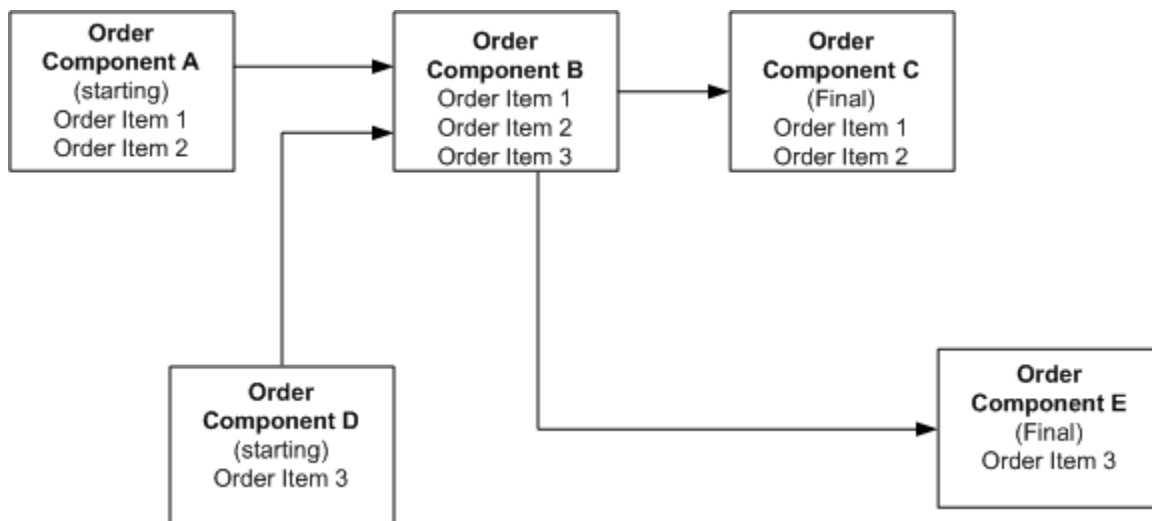 Order
Component A
(starting)
Order Item 1
Order Item 2
Order
Component B
Order Item 1
Order Item 2
Order Item 3
Order
Component C
(Final)
Order Item 1
Order Item 2
Order
Component D
(starting)
Order Item 3
Order
Component E
(Final)
Order Item 3